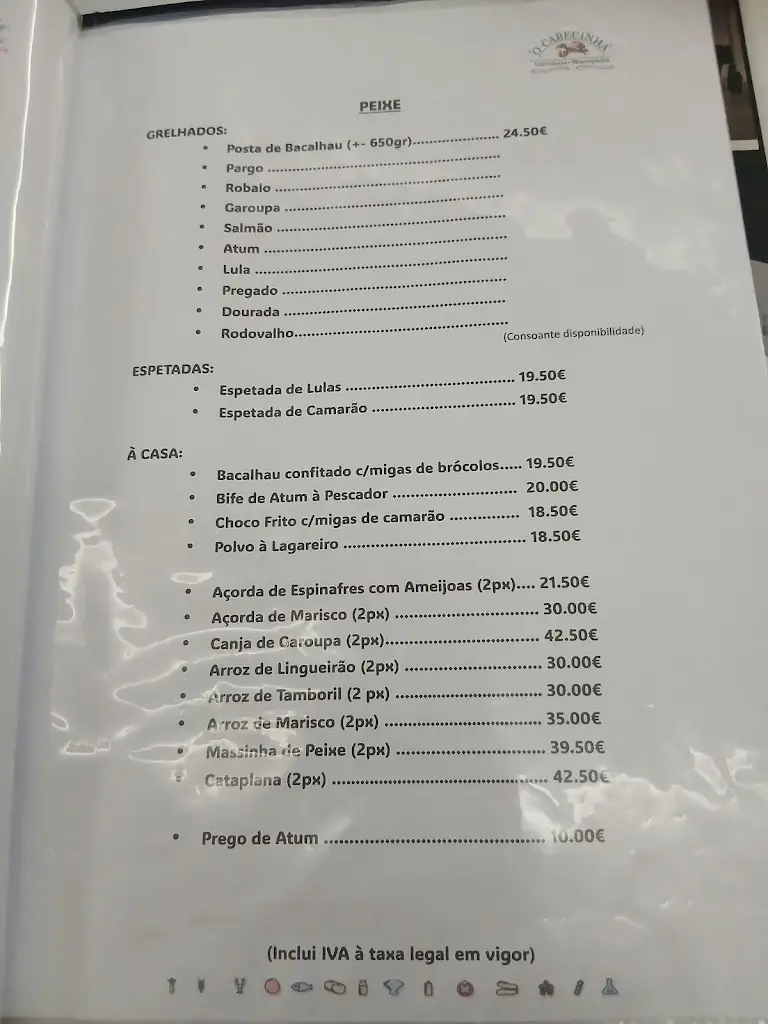 O CABECINHA
PEIXE
GRELHADOS:
• Posta de Bacalhau (+- 650gr)..................... 24.50€
• Pargo ........................................................
• Robalo ......................................................
• Garoupa .....................................................
• Salmão ......................................................
• Atum .........................................................
• Lula ...........................................................
• Pregado .....................................................
• Dourada .....................................................
• Rodovalho...................................................
(Consoante disponibilidade)
ESPETADAS:
• Espetada de Lulas ........................................ 19.50€
• Espetada de Camarão .................................. 19.50€
À CASA:
• Bacalhau confitado c/migas de brócolos..... 19.50€
• Bife de Atum à Pescador ............................. 20.00€
• Choco Frito c/migas de camarão ................ 18.50€
• Polvo à Lagareiro .......................................... 18.50€
• Açorda de Espinafres com Ameijoas (2px).... 21.50€
• Açorda de Marisco (2px) ................................. 30.00€
• Canja de Garoupa (2px)................................... 42.50€
• Arroz de Lingueirão (2px) ............................... 30.00€
• Arroz de Tamboril (2 px) ................................. 30.00€
• Arroz de Marisco (2px) ................................... 35.00€
• Massinha de Peixe (2px) ................................. 39.50€
• Cataplana (2px) ................................................ 42.50€
• Prego de Atum ................................................. 10.00€
(Inclui IVA à taxa legal em vigor)